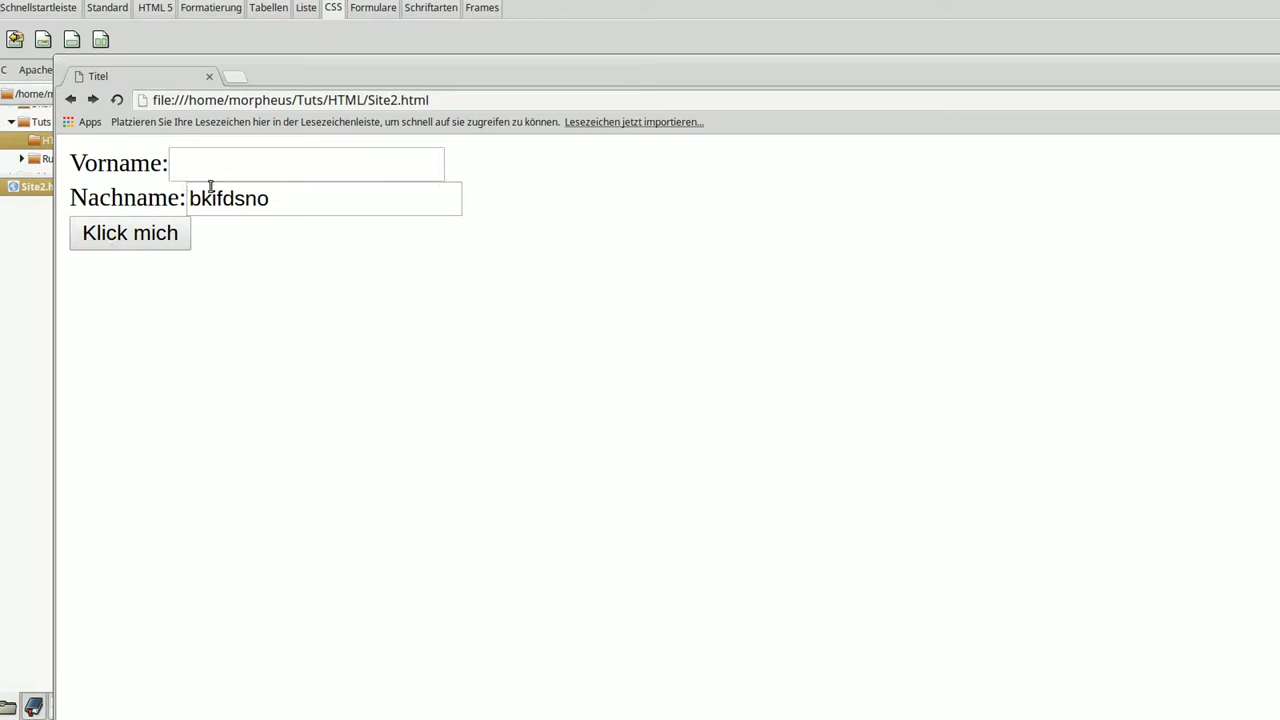 Schnellstartleiste Standard HTML 5 Formatierung Tabellen Liste CSS Formulare Schriftarten Frames
C Apache
Titel
/home/m
file:///home/morpheus/Tuts/HTML/Site2.html
Tuts
Apps Platzieren Sie Ihre Lesezeichen hier in der Lesezeichenleiste, um schnell auf sie zugreifen zu können. Lesezeichen jetzt importieren...
HT
Ru
Site2.h
Vorname:
Nachname: bkifdsno
Klick mich